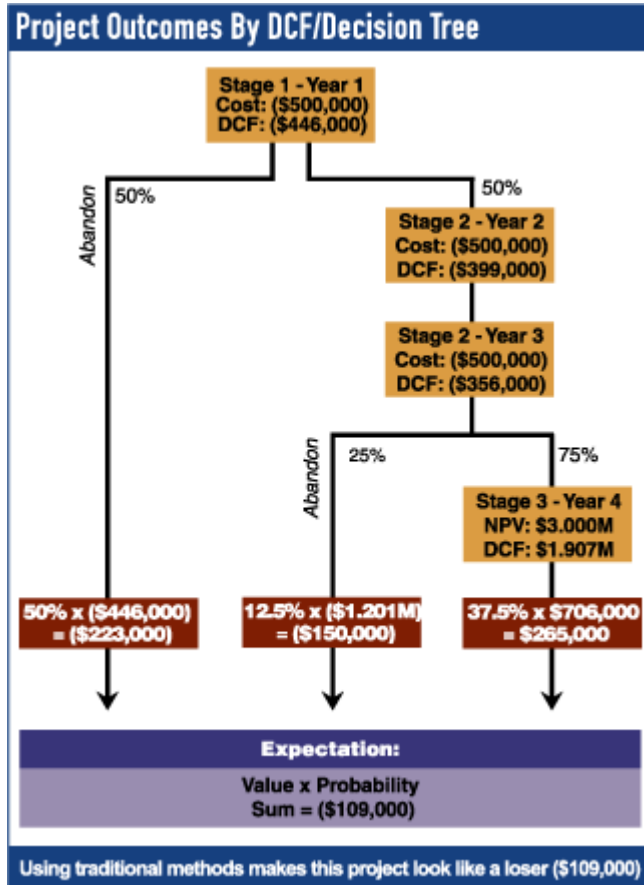 Project Outcomes By DCF/Decision Tree
Stage 1 - Year 1
Cost: ($500,000)
DCF: ($446,000)
Abandon
50%
50%
Stage 2 - Year 2
Cost: ($500,000)
DCF: ($399,000)
Stage 2 - Year 3
Cost: ($500,000)
DCF: ($356,000)
Abandon
25%
75%
Stage 3 - Year 4
NPV: $3.000M
DCF: $1.907M
50% x ($446,000)
= ($223,000)
12.5% x ($1.201M)
= ($150,000)
37.5% x $706,000
= $265,000
Expectation:
Value x Probability
Sum = ($109,000)
Using traditional methods makes this project look like a loser ($109,000)